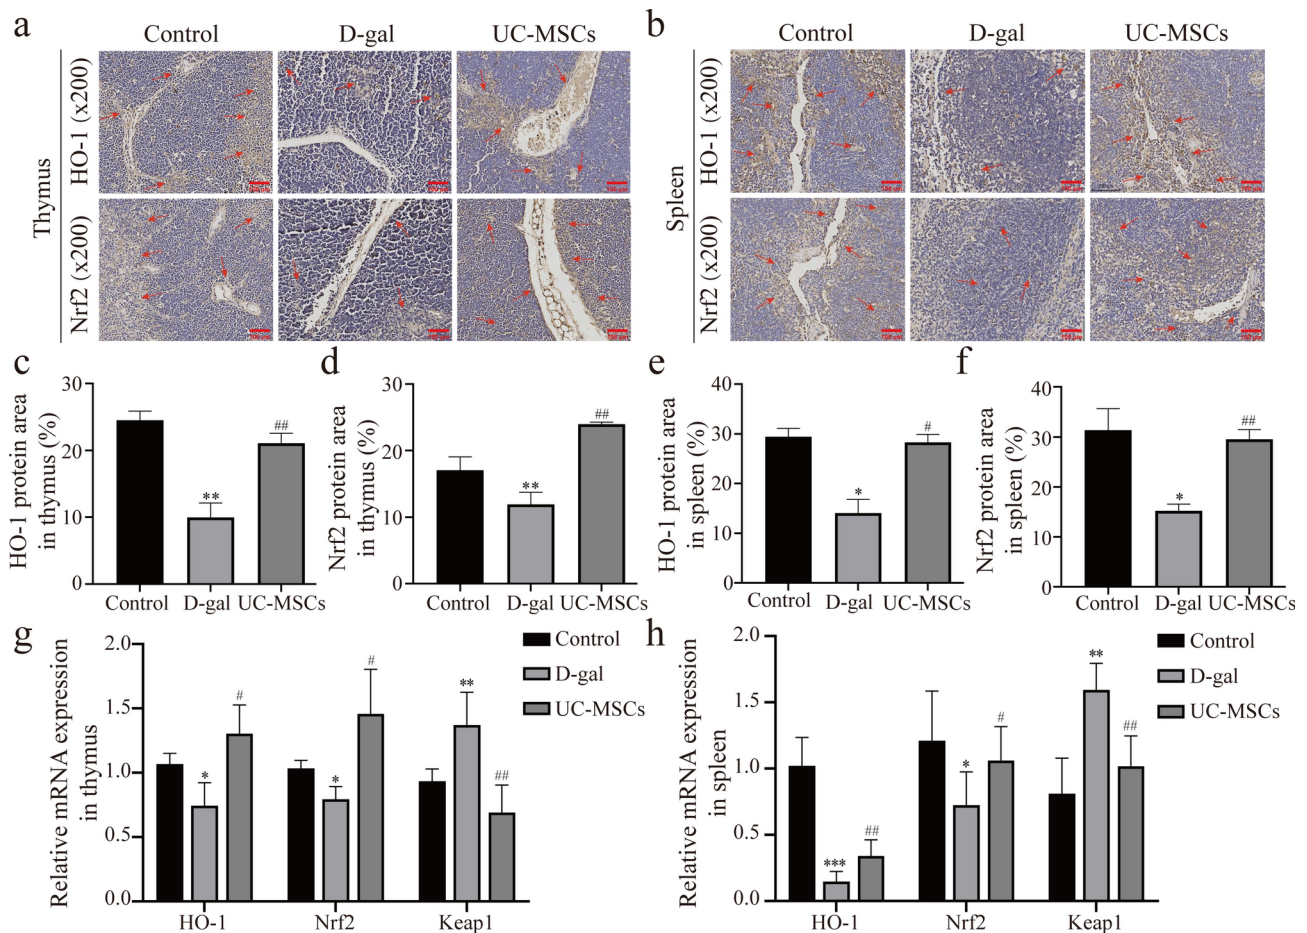 a
Control
D-gal
UC-MSCs
Thymus
HO-1 (x200)
Nrf2 (x200)
b
Control
D-gal
UC-MSCs
Spleen
HO-1 (x200)
Nrf2 (x200)
c
HO-1 protein area
in thymus (%)
30
20
10
0
**
##
Control
D-gal
UC-MSCs
d
Nrf2 protein area
in thymus (%)
30
20
10
0
**
##
Control
D-gal
UC-MSCs
e
HO-1 protein area
in spleen (%)
40
30
20
10
0
*
#
Control
D-gal
UC-MSCs
f
Nrf2 protein area
in spleen (%)
40
30
20
10
0
*
##
Control
D-gal
UC-MSCs
g
Relative mRNA expression
in thymus
2.0
1.5
1.0
0.5
0.0
*
#
*
#
**
##
HO-1
Nrf2
Keap1
Control
D-gal
UC-MSCs
h
Relative mRNA expression
in spleen
2.0
1.5
1.0
0.5
0.0
***
##
*
#
**
##
HO-1
Nrf2
Keap1
Control
D-gal
UC-MSCs